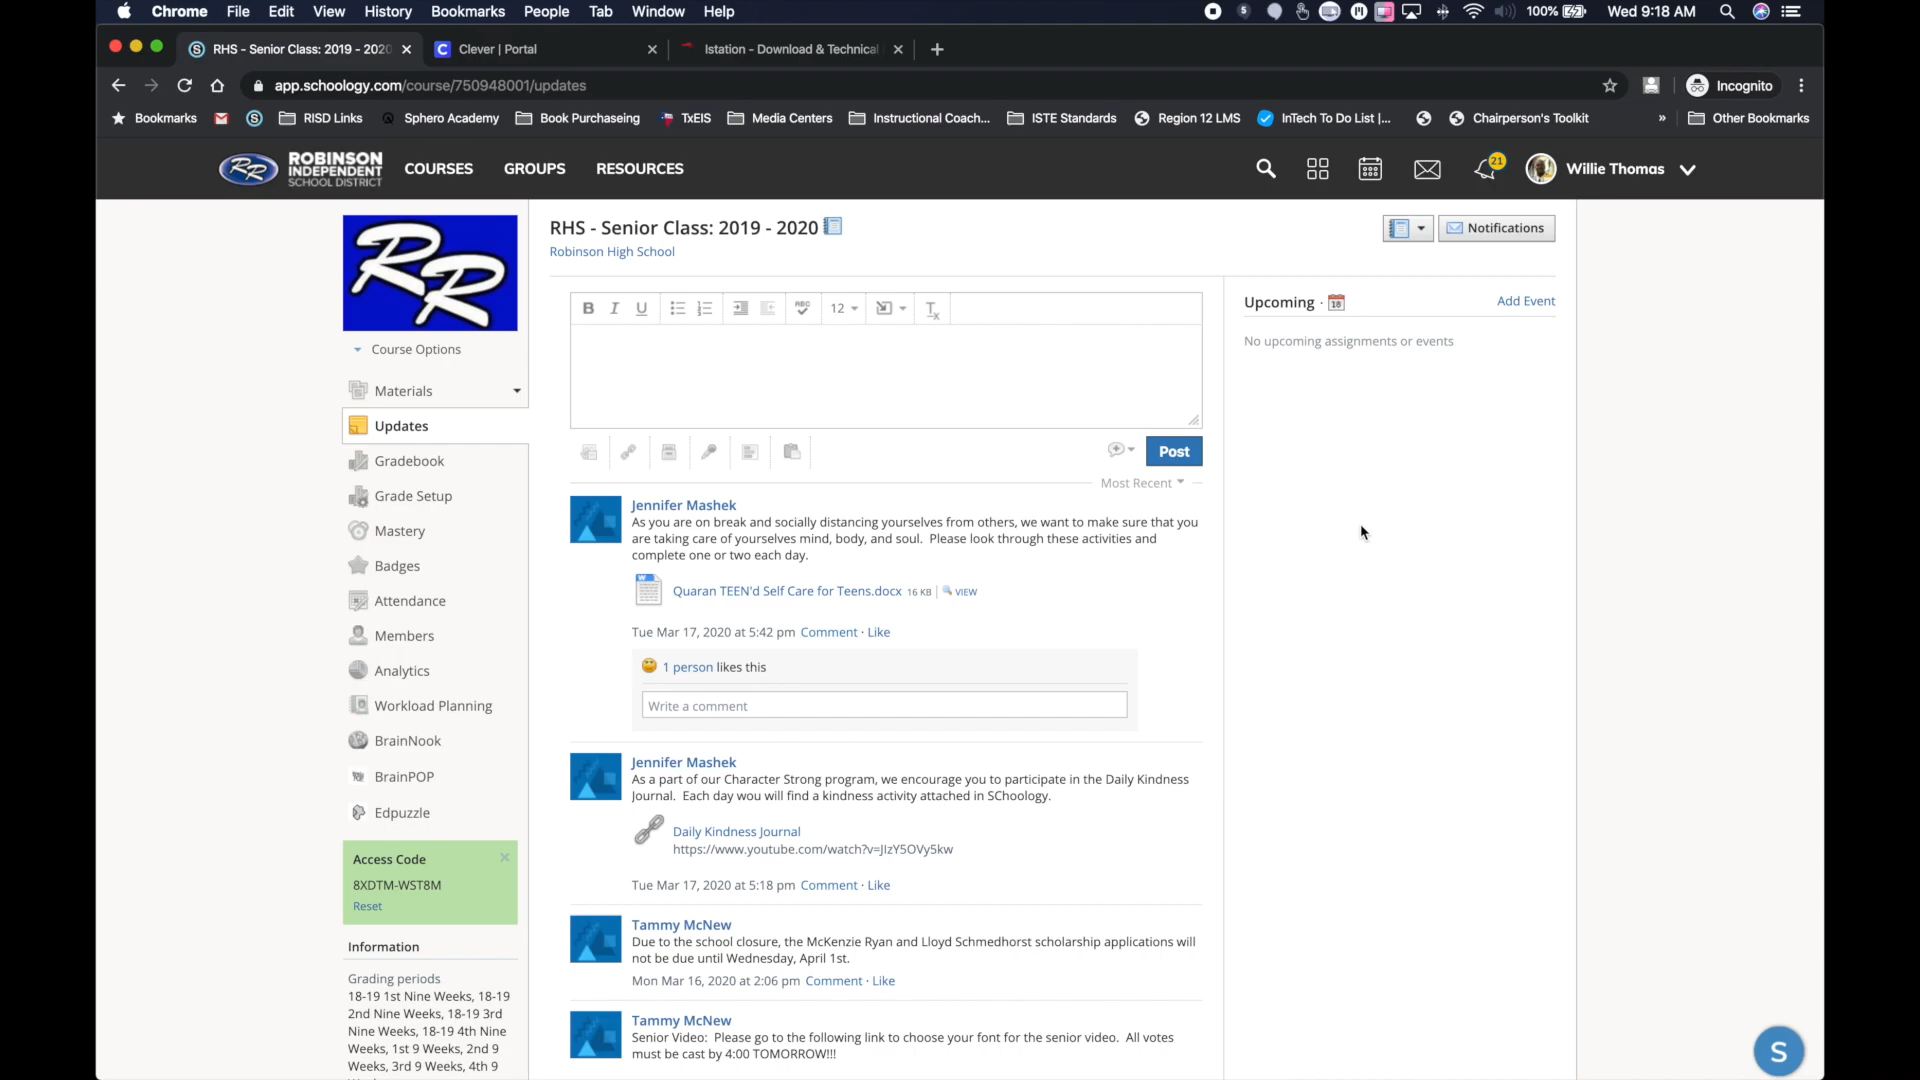 Chrome File Edit View History Bookmarks People Tab Window Help 100% Wed 9:18 AM
RHS - Senior Class: 2019 - 2020 Clever | Portal Istation - Download & Technical
app.schoology.com/course/750948001/updates Incognito
Bookmarks RISD Links Sphero Academy Book Purchaseing TxEIS Media Centers Instructional Coach... ISTE Standards Region 12 LMS InTech To Do List |... Chairperson's Toolkit » Other Bookmarks
RR ROBINSON
INDEPENDENT
SCHOOL DISTRICT
COURSES GROUPS RESOURCES 21 Willie Thomas
RR
RHS - Senior Class: 2019 - 2020 Notifications
Robinson High School
Course Options
Materials
Updates
Gradebook
Grade Setup
Mastery
Badges
Attendance
Members
Analytics
Workload Planning
BrainNook
BrainPOP
Edpuzzle
Access Code
8XDTM-WST8M
Reset
Information
Grading periods
18-19 1st Nine Weeks, 18-19
2nd Nine Weeks, 18-19 3rd
Nine Weeks, 18-19 4th Nine
Weeks, 1st 9 Weeks, 2nd 9
Weeks, 3rd 9 Weeks, 4th 9
B I U ABC 12 Tx
Post
Most Recent
Jennifer Mashek
As you are on break and socially distancing yourselves from others, we want to make sure that you
are taking care of yourselves mind, body, and soul. Please look through these activities and
complete one or two each day.
Quaran TEEN'd Self Care for Teens.docx 16 KB | VIEW
Tue Mar 17, 2020 at 5:42 pm Comment · Like
1 person likes this
Write a comment
Jennifer Mashek
As a part of our Character Strong program, we encourage you to participate in the Daily Kindness
Journal. Each day wou will find a kindness activity attached in SChoology.
Daily Kindness Journal
https://www.youtube.com/watch?v=JIzY5OVy5kw
Tue Mar 17, 2020 at 5:18 pm Comment · Like
Tammy McNew
Due to the school closure, the McKenzie Ryan and Lloyd Schmedhorst scholarship applications will
not be due until Wednesday, April 1st.
Mon Mar 16, 2020 at 2:06 pm Comment · Like
Tammy McNew
Senior Video: Please go to the following link to choose your font for the senior video. All votes
must be cast by 4:00 TOMORROW!!!
Upcoming · 18 Add Event
No upcoming assignments or events
S